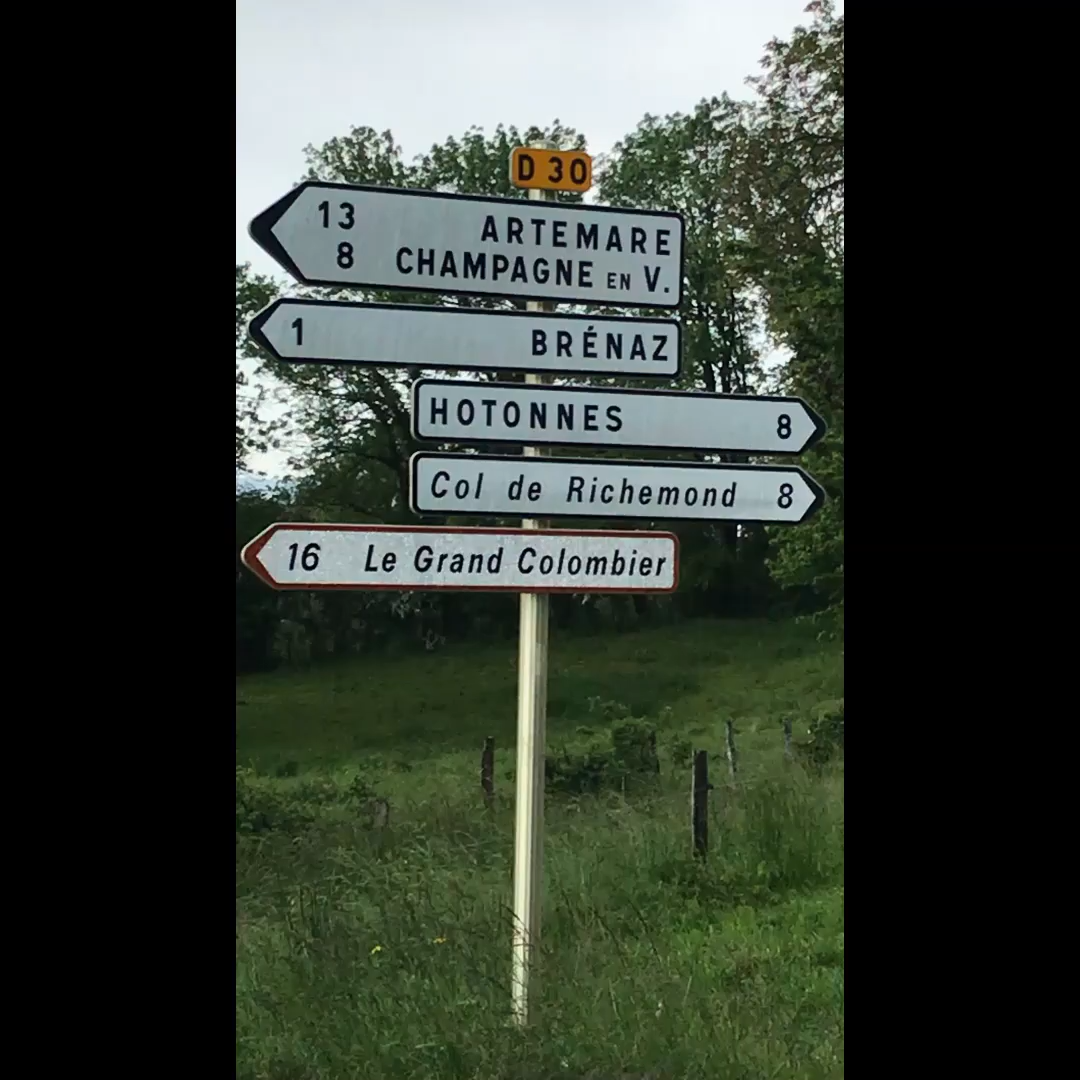 D 30
13 ARTEMARE
8 CHAMPAGNE EN V.
1 BRÉNAZ
HOTONNES 8
Col de Richemond 8
16 Le Grand Colombier